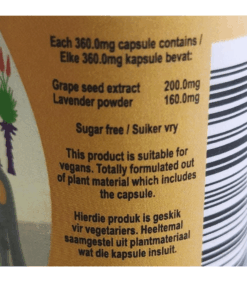 Each 360.0mg capsule contains /
Elke 360.0mg kapsule bevat:
Grape seed extract 200.0mg
Lavender powder 160.0mg
Sugar free / Suiker vry
This product is suitable for
vegans. Totally formulated out
of plant material which includes
the capsule.
Hierdie produk is geskik
vir vegetariers. Heeltemal
saamgestel uit plantmateriaal
wat die kapsule insluit.